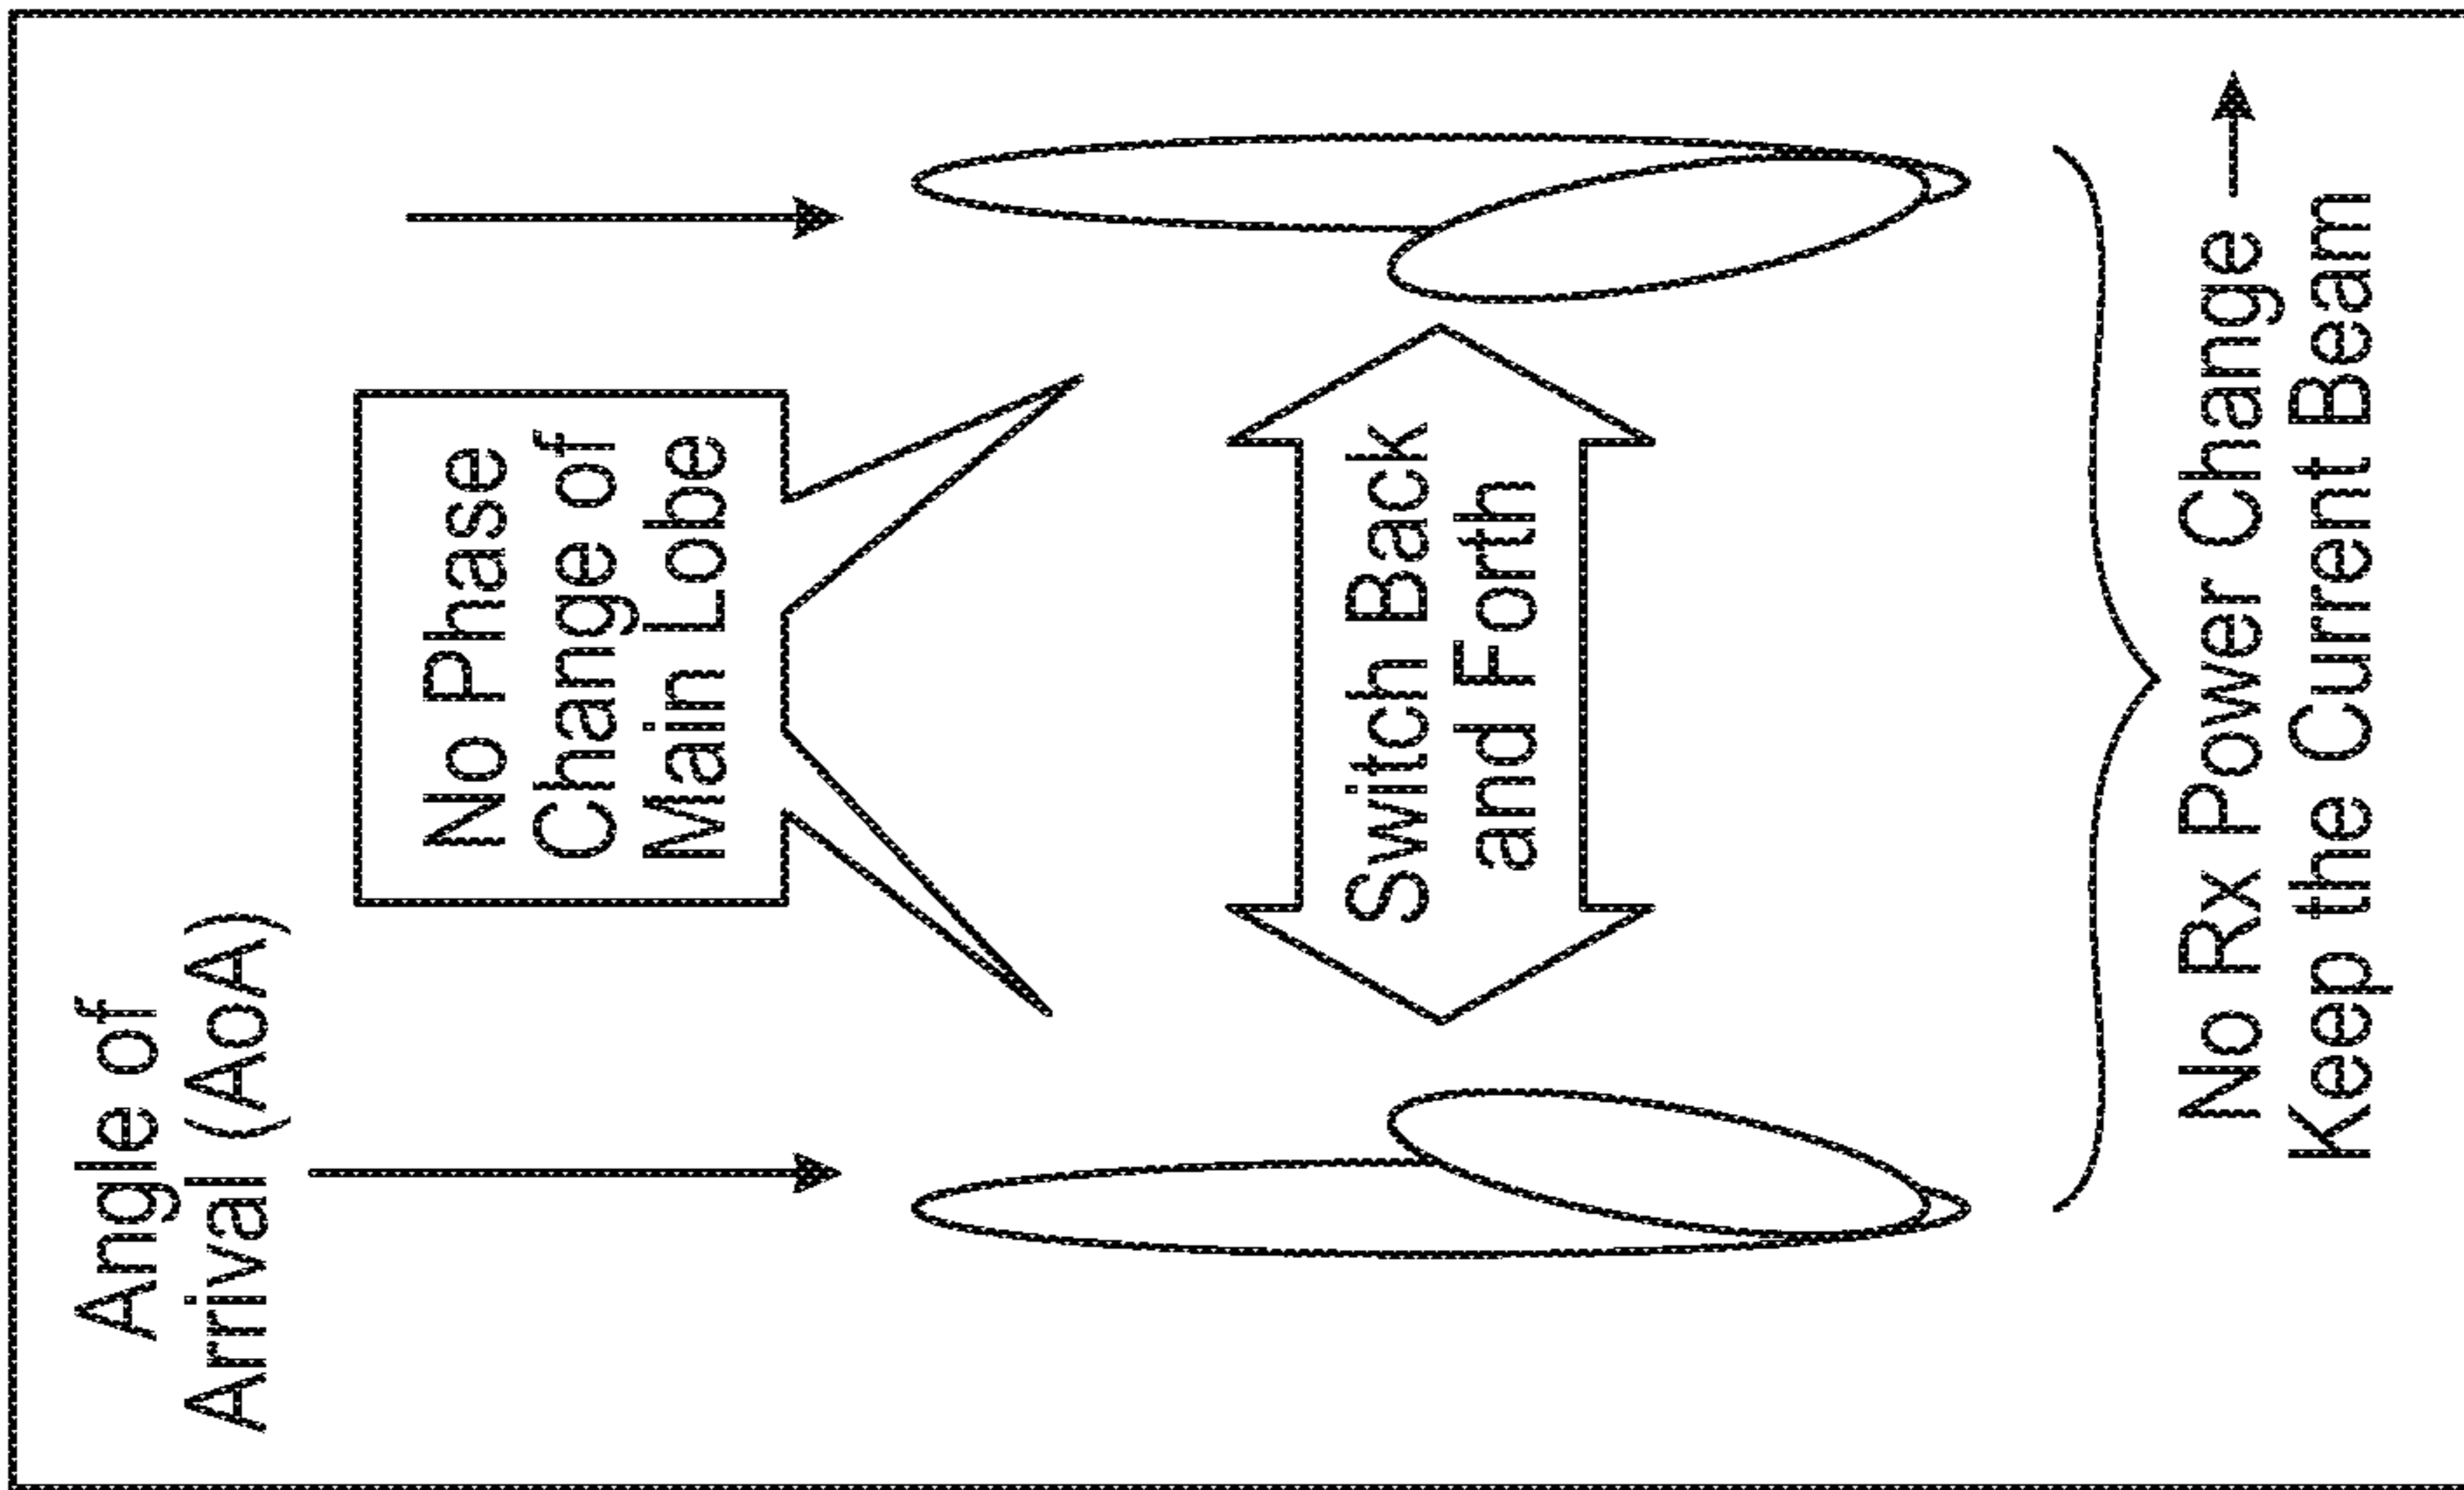 Angle of
Arrival (AoA)
No Phase
Change of
Main Lobe
Switch Back
and Forth
No Rx Power Change →
Keep the Current Beam